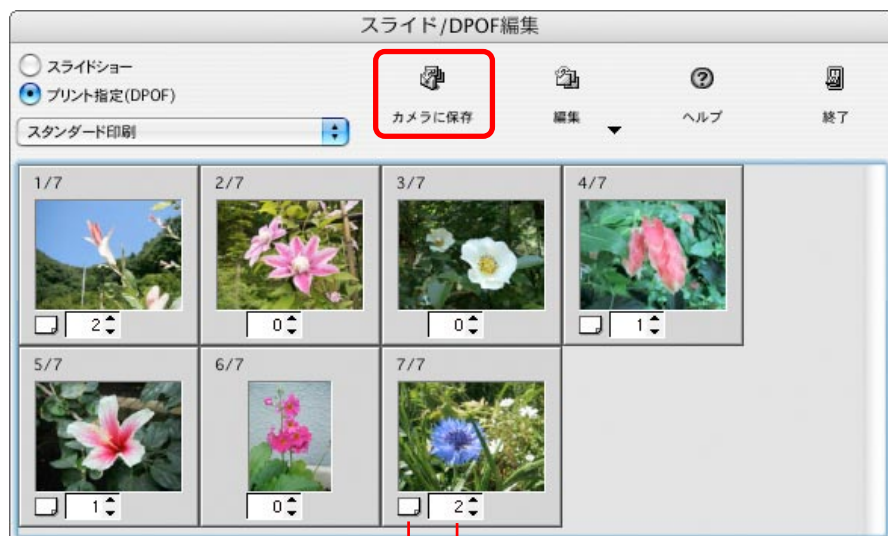 スライド/DPOF編集
スライドショー
プリント指定(DPOF)
スタンダード印刷
カメラに保存
編集
ヘルプ
終了
1/7
2/7
3/7
4/7
2
0
0
1
5/7
6/7
7/7
1
0
2